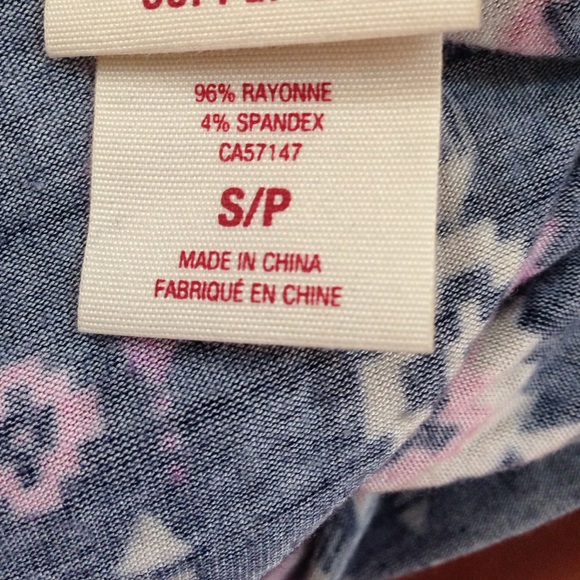 96% RAYONNE
4% SPANDEX
CA57147
S/P
MADE IN CHINA
FABRIQUÉ EN CHINE